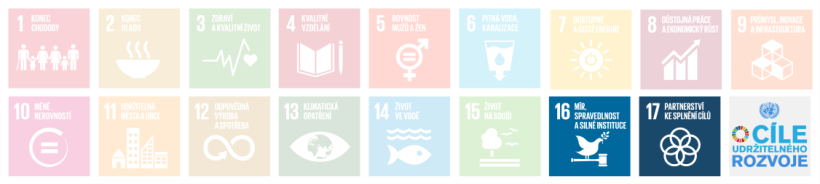 1 KONEC
CHUDOBY
2 KONEC
HLADU
3 ZDRAVÍ
A KVALITNÍ ŽIVOT
4 KVALITNÍ
VZDĚLÁNÍ
5 ROVNOST
MUŽŮ A ŽEN
6 PITNÁ VODA,
KANALIZACE
7 DOSTUPNÉ
A ČISTÉ ENERGIE
8 DŮSTOJNÁ PRÁCE
A EKONOMICKÝ RŮST
9 PRŮMYSL, INOVACE
A INFRASTRUKTURA
10 MÉNĚ
NEROVNOSTÍ
11 UDRŽITELNÁ
MĚSTA A OBCE
12 ODPOVĚDNÁ
VÝROBA
A SPOTŘEBA
13 KLIMATICKÁ
OPATŘENÍ
14 ŽIVOT
VE VODĚ
15 ŽIVOT
NA SOUŠI
16 MÍR,
SPRAVEDLNOST
A SILNÉ INSTITUCE
17 PARTNERSTVÍ
KE SPLNĚNÍ CÍLŮ
CÍLE
UDRŽITELNÉHO
ROZVOJE